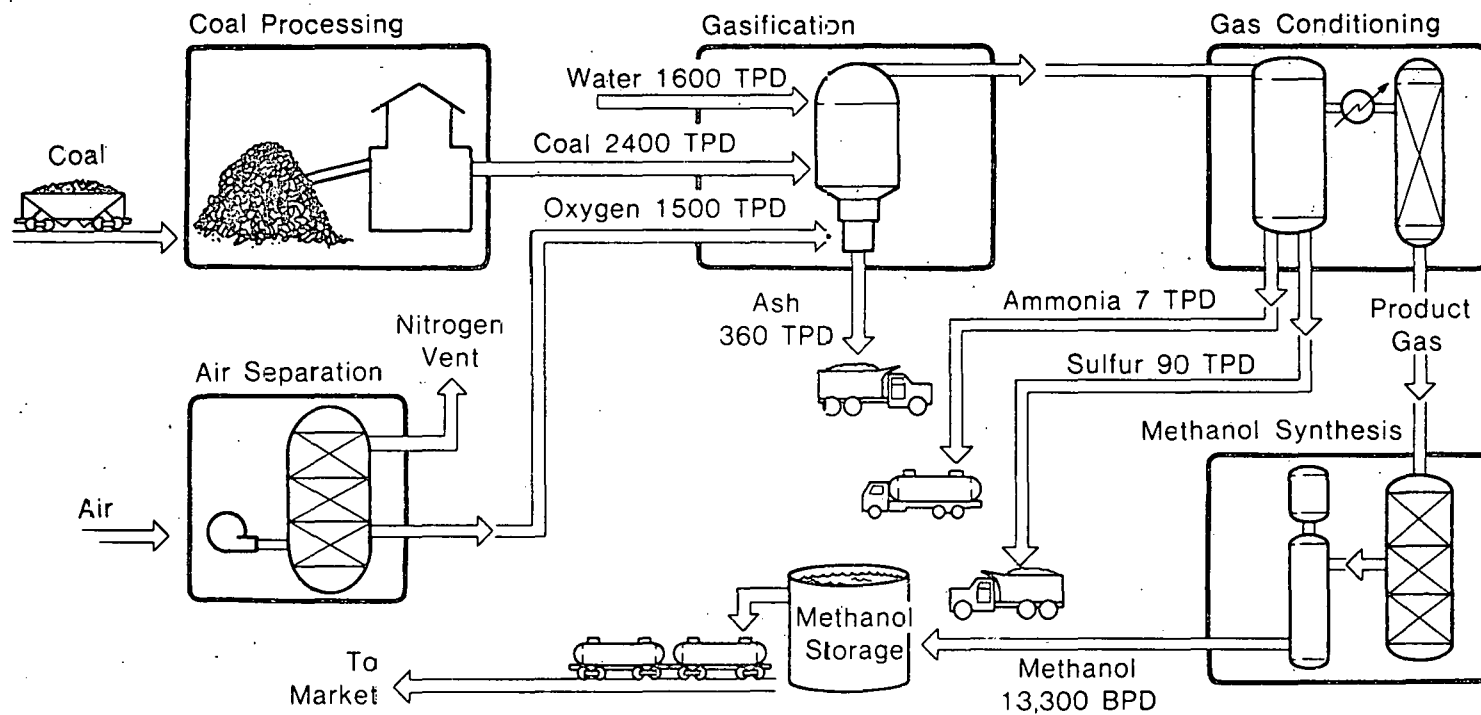 Coal Processing
Gasification
Gas Conditioning
Water 1600 TPD
Coal
Coal 2400 TPD
Oxygen 1500 TPD
Ash
360 TPD
Ammonia 7 TPD
Product
Gas
Nitrogen
Vent
Sulfur 90 TPD
Air Separation
Methanol Synthesis
Air
Methanol
Storage
To
Market
Methanol
13,300 BPD